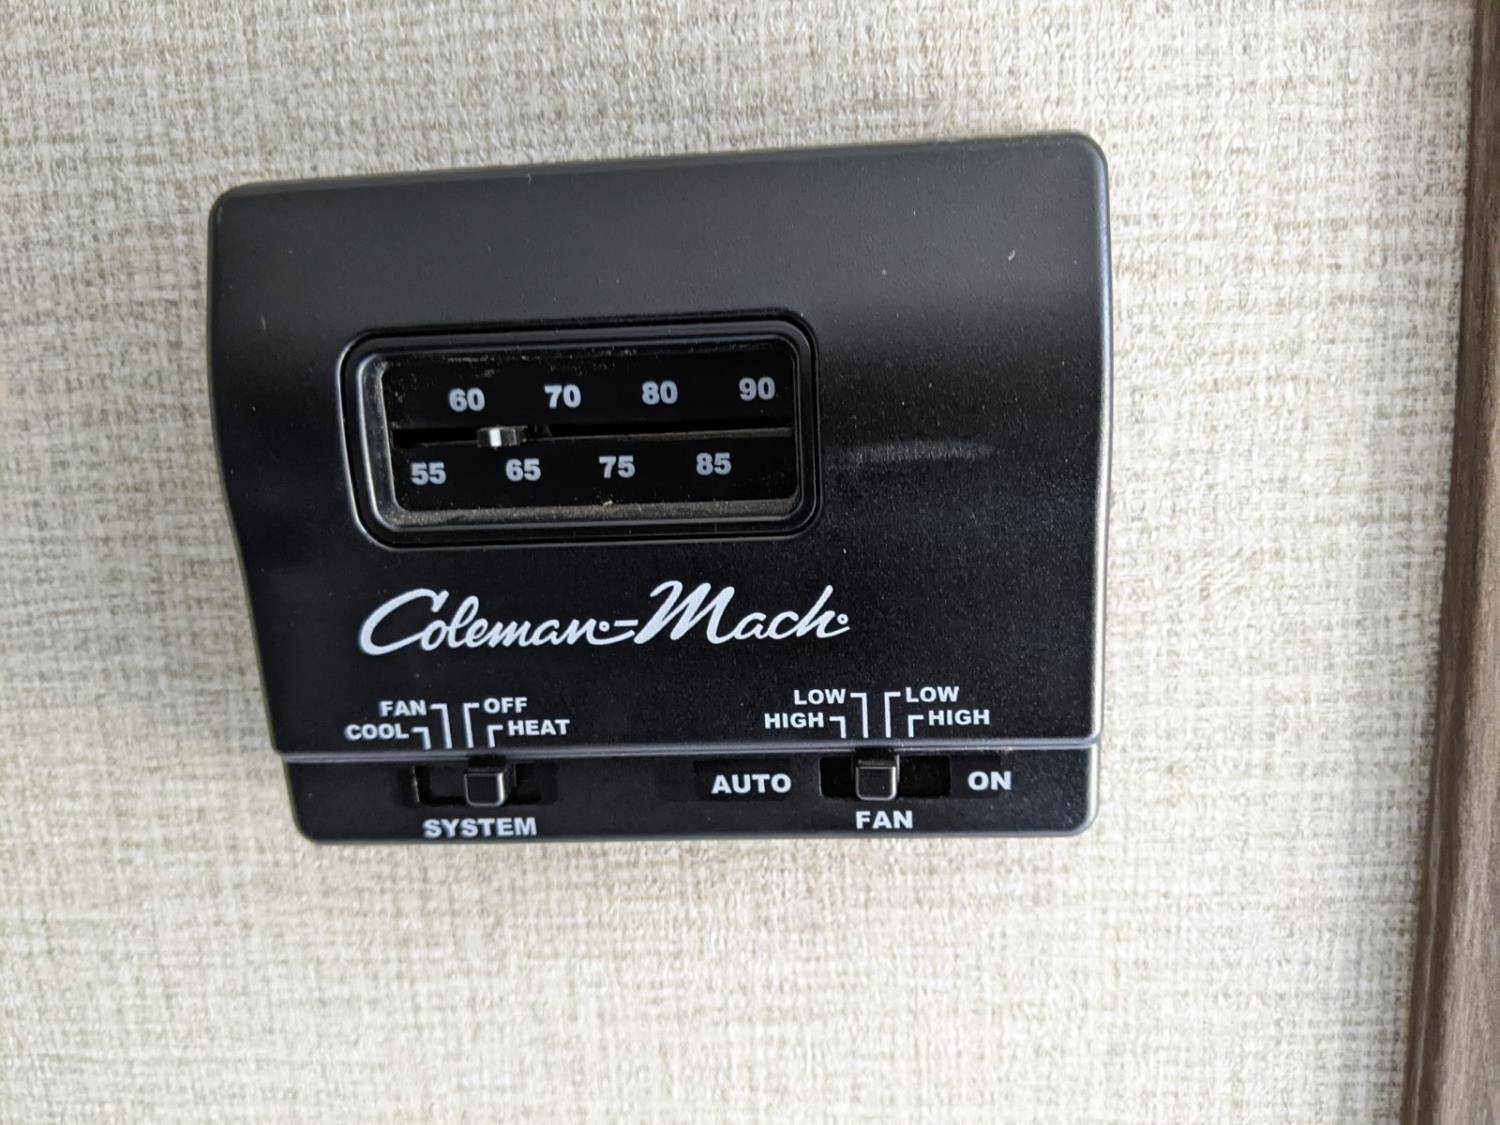 60 70 80 90
55 65 75 85
Coleman-Mach
FAN OFF
COOL HEAT
LOW LOW
HIGH HIGH
AUTO ON
SYSTEM FAN